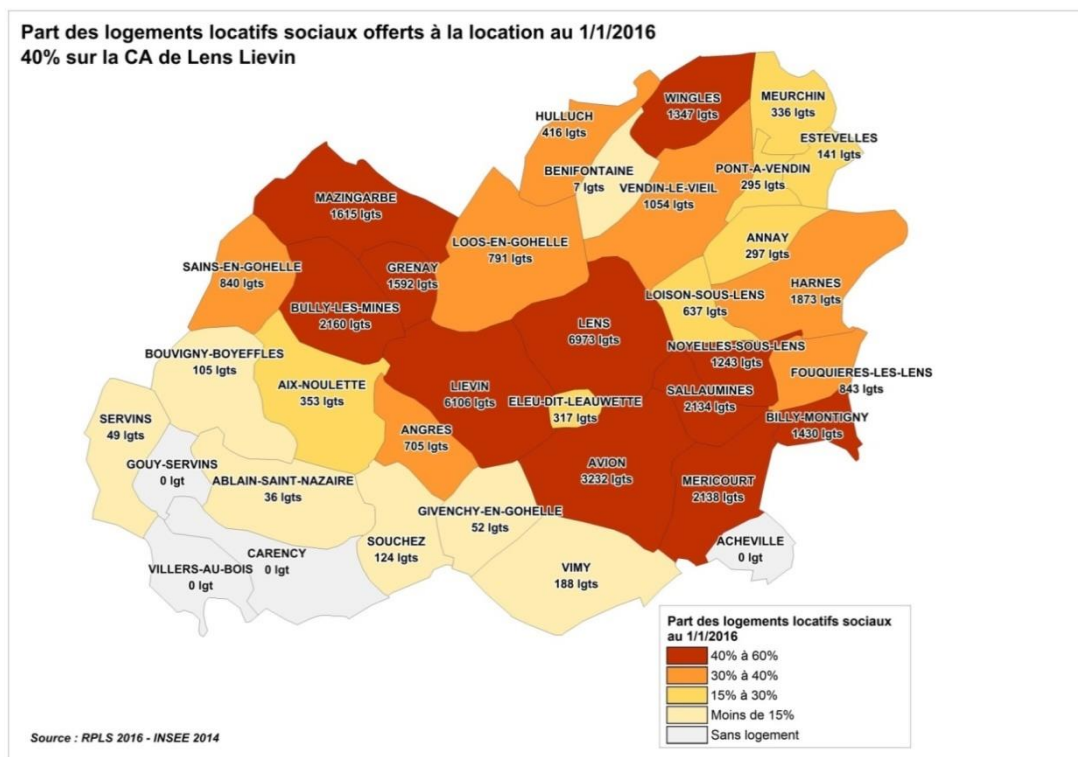 Part des logements locatifs sociaux offerts à la location au 1/1/2016
40% sur la CA de Lens Lievin
WINGLES
1347 lgts
MEURCHIN
336 lgts
HULLUCH
416 lgts
ESTEVELLES
141 lgts
BENIFONTAINE
7 lgts
PONT-A-VENDIN
295 lgts
VENDIN-LE-VIEIL
1054 lgts
MAZINGARBE
1615 lgts
LOOS-EN-GOHELLE
791 lgts
ANNAY
297 lgts
SAINS-EN-GOHELLE
840 lgts
GRENAY
1592 lgts
HARNES
1873 lgts
LOISON-SOUS-LENS
637 lgts
BULLY-LES-MINES
2160 lgts
LENS
6973 lgts
NOYELLES-SOUS-LENS
1243 lgts
BOUVIGNY-BOYEFFLES
105 lgts
FOUQUIERES-LES-LENS
843 lgts
AIX-NOULETTE
353 lgts
LIEVIN
6106 lgts
SALLAUMINES
2134 lgts
ELEU-DIT-LEAUWETTE
317 lgts
SERVINS
49 lgts
ANGRES
705 lgts
BILLY-MONTIGNY
1430 lgts
GOUY-SERVINS
0 lgt
AVION
3232 lgts
ABLAIN-SAINT-NAZAIRE
36 lgts
MERICOURT
2138 lgts
GIVENCHY-EN-GOHELLE
52 lgts
SOUCHEZ
124 lgts
ACHEVILLE
0 lgt
CARENCY
0 lgt
VILLERS-AU-BOIS
0 lgt
VIMY
188 lgts
Part des logements locatifs sociaux
au 1/1/2016
40% à 60%
30% à 40%
15% à 30%
Moins de 15%
Sans logement
Source : RPLS 2016 - INSEE 2014